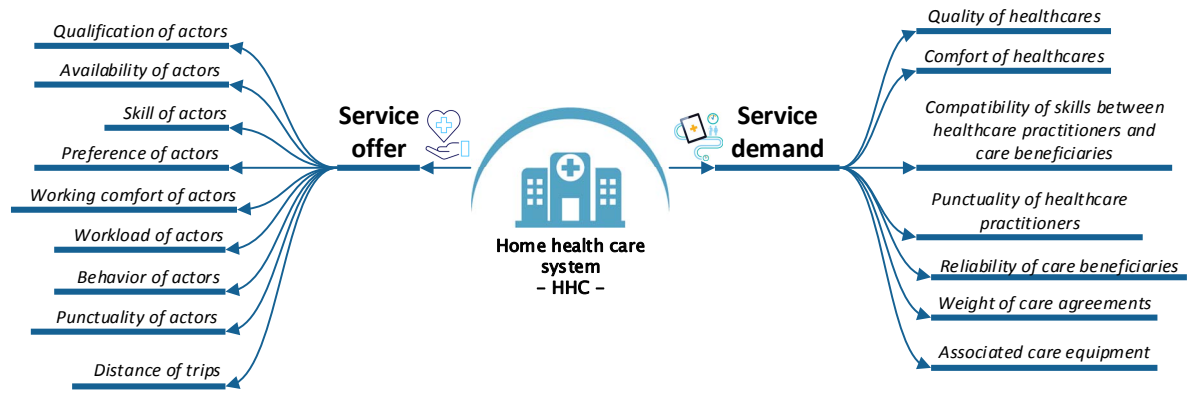 Qualification of actors
Availability of actors
Skill of actors
Preference of actors
Working comfort of actors
Workload of actors
Behavior of actors
Punctuality of actors
Distance of trips
Service
offer
Home health care
system
– HHC –
Service
demand
Quality of healthcares
Comfort of healthcares
Compatibility of skills between
healthcare practitioners and
care beneficiaries
Punctuality of healthcare
practitioners
Reliability of care beneficiaries
Weight of care agreements
Associated care equipment